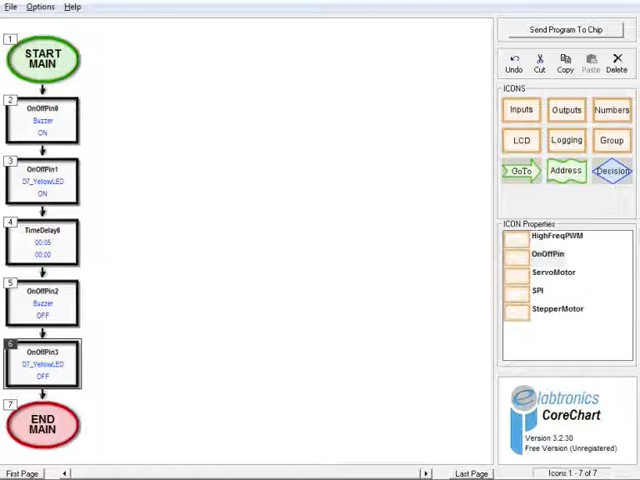 File Options Help
1
START
MAIN
2
OnOffPin0
Buzzer
ON
3
OnOffPin1
D7_YellowLED
ON
4
TimeDelay0
00:05
00:00
5
OnOffPin2
Buzzer
OFF
6
OnOffPin3
D7_YellowLED
OFF
7
END
MAIN
First Page
Last Page
Send Program To Chip
Undo Cut Copy Paste Delete
ICONS
Inputs Outputs Numbers
LCD Logging Group
GoTo Address Decision
ICON Properties
HighFreqPWM
OnOffPin
ServoMotor
SPI
StepperMotor
elabtronics
CoreChart
Version 3.2.30
Free Version (Unregistered)
Icons 1 - 7 of 7